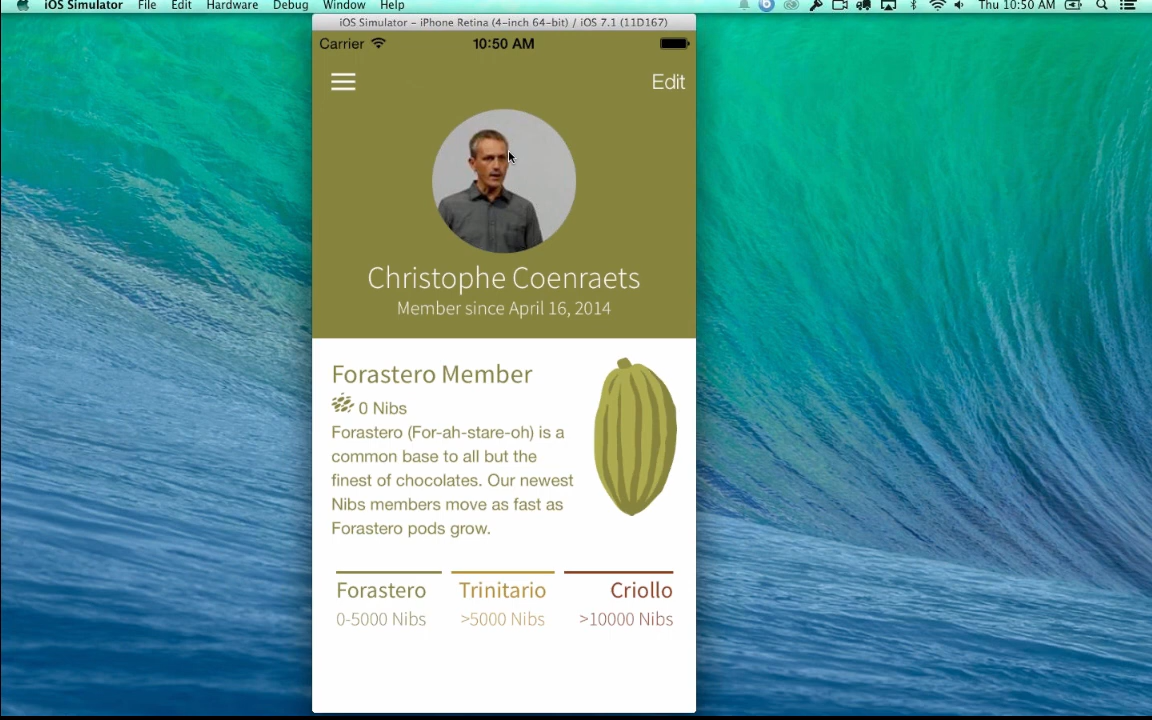 iOS Simulator File Edit Hardware Debug Window Help Thu 10:50 AM
iOS Simulator - iPhone Retina (4-inch 64-bit) / iOS 7.1 (11D167)
Carrier 10:50 AM
Edit
Christophe Coenraets
Member since April 16, 2014
Forastero Member
0 Nibs
Forastero (For-ah-stare-oh) is a
common base to all but the
finest of chocolates. Our newest
Nibs members move as fast as
Forastero pods grow.
Forastero Trinitario Criollo
0-5000 Nibs >5000 Nibs >10000 Nibs